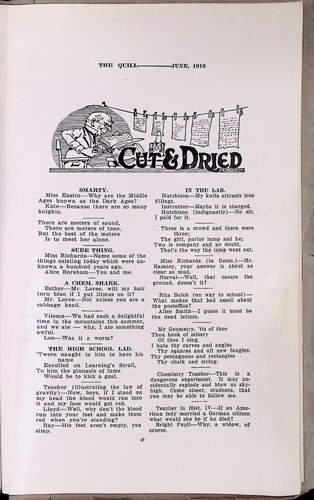 THE QUILL———JUNE, 1916
CUT & DRIED
SMARTY.
Miss Eastin—Why are the Middle
Ages known as the Dark Ages?
Kate—Because there are so many
knights.
There are meters of sound,
There are meters of tone,
But the best of the meters
Is to meet her alone.
SURE THING.
Miss Richards—Name some of the
things existing today which were un-
known a hundred years ago.
Alice Boreham—You and me.
A CHEM. SHARK.
Esther—Mr. Loree, will my hair
turn blue if I put litmus on it?
Mr. Loree—Not unless you are a
cabbage head.
Vilema—We had such a delightful
time in the mountains this summer,
and we ate — why, I ate something
awful.
Leo—Was it a worm?
THE HIGH SCHOOL LAD.
'Twere naught to him to have his
name
Enrolled on Learning's Scroll,
To him the pinnacle of fame
Would be to kick a goal.
Teacher (illustrating the law of
gravity)—Now, boys, if I stood on
my head the blood would run into
it and my face would get red.
Lloyd—Well, why don't the blood
run into your feet and make them
red when you're standing?
Ray—His feet aren't empty, you
simp.
IN THE LAB.
Hutchison—My knife attracts iron
filings.
Instructor—Maybe it is charged.
Hutchison (indignantly)—No sir,
I paid for it.
Three is a crowd and there were
three;
The girl, parlor lamp and he;
Two is company and no doubt,
That's the way the lamp went out.
Miss Richards (in Geom.)—Mr.
Ramsey, your answer is about as
clear as mud.
Norval—Well, that covers the
ground, doesn't it?
Rita Balch (on way to school)—
What makes that bad smell about
the postoffice?
Alice Smith—I guess it must be
the dead letters.
My Geometry, 'tis of thee
Thou book of misery
Of thee I sing.
I hate thy curves and angles
Thy squares and all new fangles,
Thy pentagons and rectangles
Thy chalk and string.
Chemistry Teacher—This is a
dangerous experiment. It may ac-
cidently explode and blow us sky-
high. Come closer, students, that
you may be able to follow me.
Teacher in Hist. IV—If an Amer-
ican lady married a German citizen
what would she be if he died?
Bright Pupil—Why, a widow, of
course.